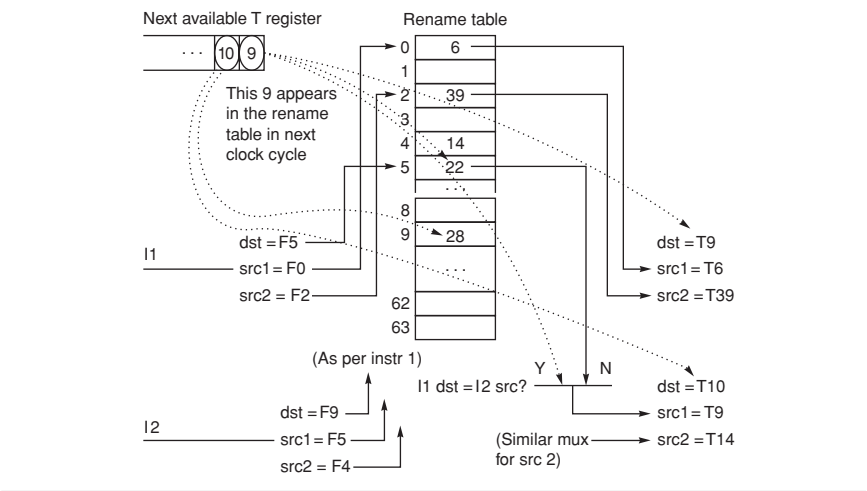 Next available T register
Rename table
··· 10 9
This 9 appears
in the rename
table in next
clock cycle
0 6
1
2 39
3
4 14
5 22
···
8
9 28
···
62
63
I1
dst = F5
src1 = F0
src2 = F2
dst = T9
src1 = T6
src2 = T39
(As per instr 1)
I2
dst = F9
src1 = F5
src2 = F4
Y N
I1 dst = I2 src?
(Similar mux
for src 2)
dst = T10
src1 = T9
src2 = T14